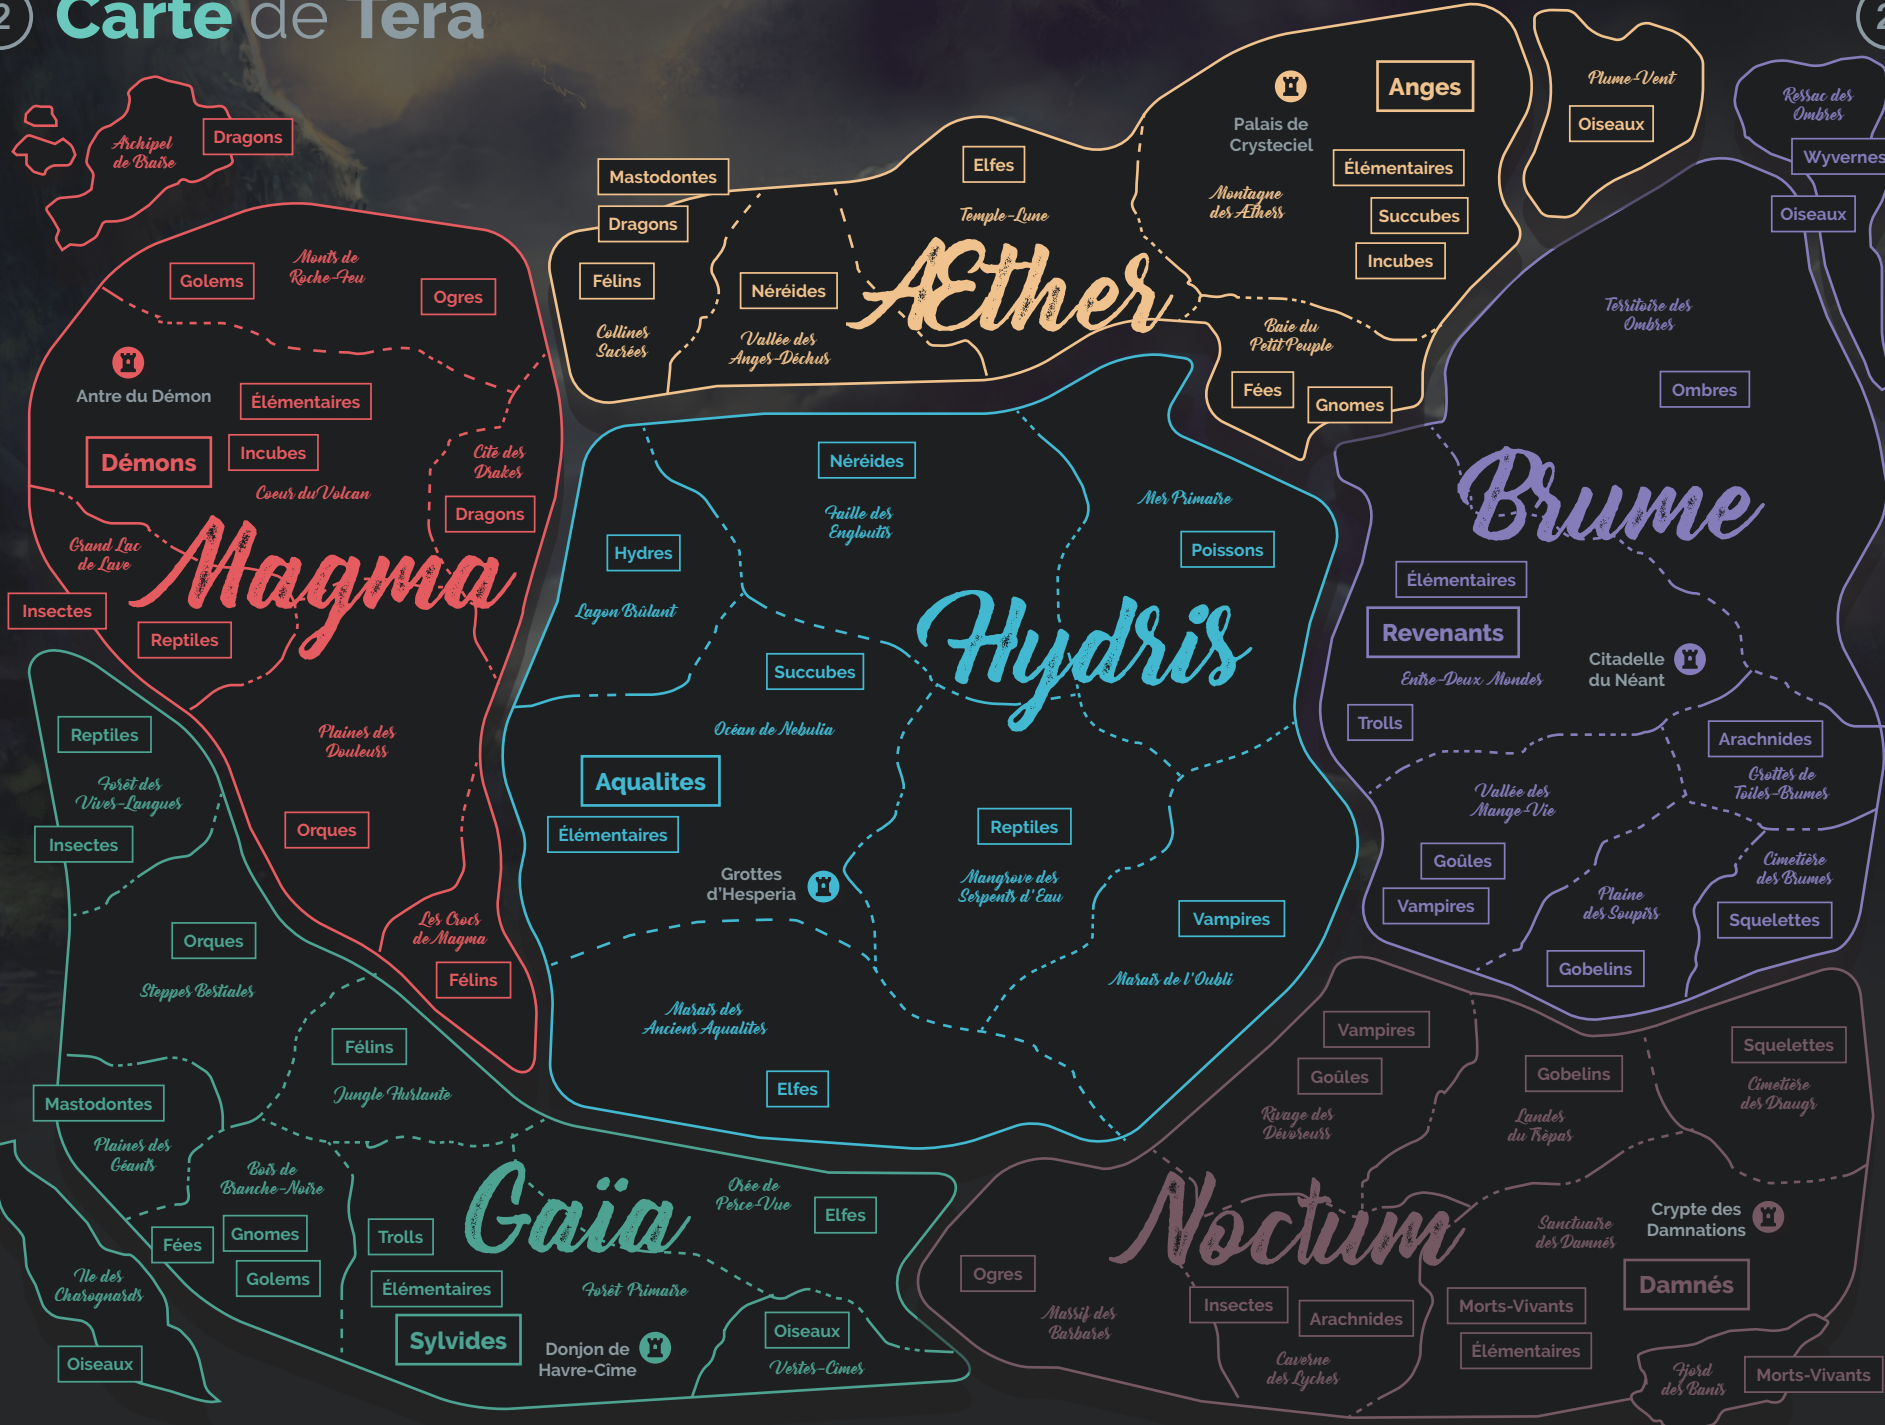 2
Carte de Tera
2
Archipel
de Braise
Dragons
Monts de
Roche-Feu
Golems
Ogres
Antre du Démon
Élémentaires
Démons
Incubes
Coeur du Volcan
Cité des
Drakes
Dragons
Grand Lac
de Lave
Magma
Insectes
Reptiles
Plaines des
Douleurs
Orques
Les Crocs
de Magma
Félins
Mastodontes
Dragons
Félins
Collines
Sacrées
Néréides
Vallée des
Anges-Déchus
Elfes
Temple-Lune
Æther
Palais de
Crysteciel
Anges
Élémentaires
Montagne
des Æthers
Succubes
Incubes
Baie du
Petit Peuple
Fées
Gnomes
Plume-Vent
Oiseaux
Ressac des
Ombres
Wyvernes
Oiseaux
Territoire des
Ombres
Ombres
Brume
Élémentaires
Revenants
Citadelle
du Néant
Entre-Deux Mondes
Trolls
Arachnides
Grottes de
Toiles-Brumes
Vallée des
Mange-Vie
Goûles
Vampires
Plaine
des Soupirs
Gobelins
Cimetière
des Brumes
Squelettes
Néréides
Faille des
Engloutis
Mer Primaire
Poissons
Hydres
Lagon Brûlant
Hydris
Succubes
Océan de Nebulia
Aqualites
Élémentaires
Grottes
d'Hesperia
Reptiles
Mangrove des
Serpents d'Eau
Vampires
Marais de l'Oubli
Marais des
Anciens Aqualites
Elfes
Reptiles
Forêt des
Vives-Langues
Insectes
Orques
Steppes Bestiales
Félins
Jungle Hurlante
Mastodontes
Plaines des
Géants
Bois de
Branche-Noire
Fées
Gnomes
Golems
Gaïa
Trolls
Élémentaires
Sylvides
Forêt Primaire
Donjon de
Havre-Cîme
Orée de
Perce-Vue
Elfes
Oiseaux
Vertes-Cîmes
Ile des
Charognards
Oiseaux
Vampires
Goûles
Rivage des
Dévoreurs
Gobelins
Landes
du Trépas
Squelettes
Cimetière
des Draugr
Noctum
Ogres
Massif des
Barbares
Insectes
Arachnides
Caverne
des Lyches
Sanctuaire
des Damnés
Crypte des
Damnations
Damnés
Morts-Vivants
Élémentaires
Fjord
des Banis
Morts-Vivants